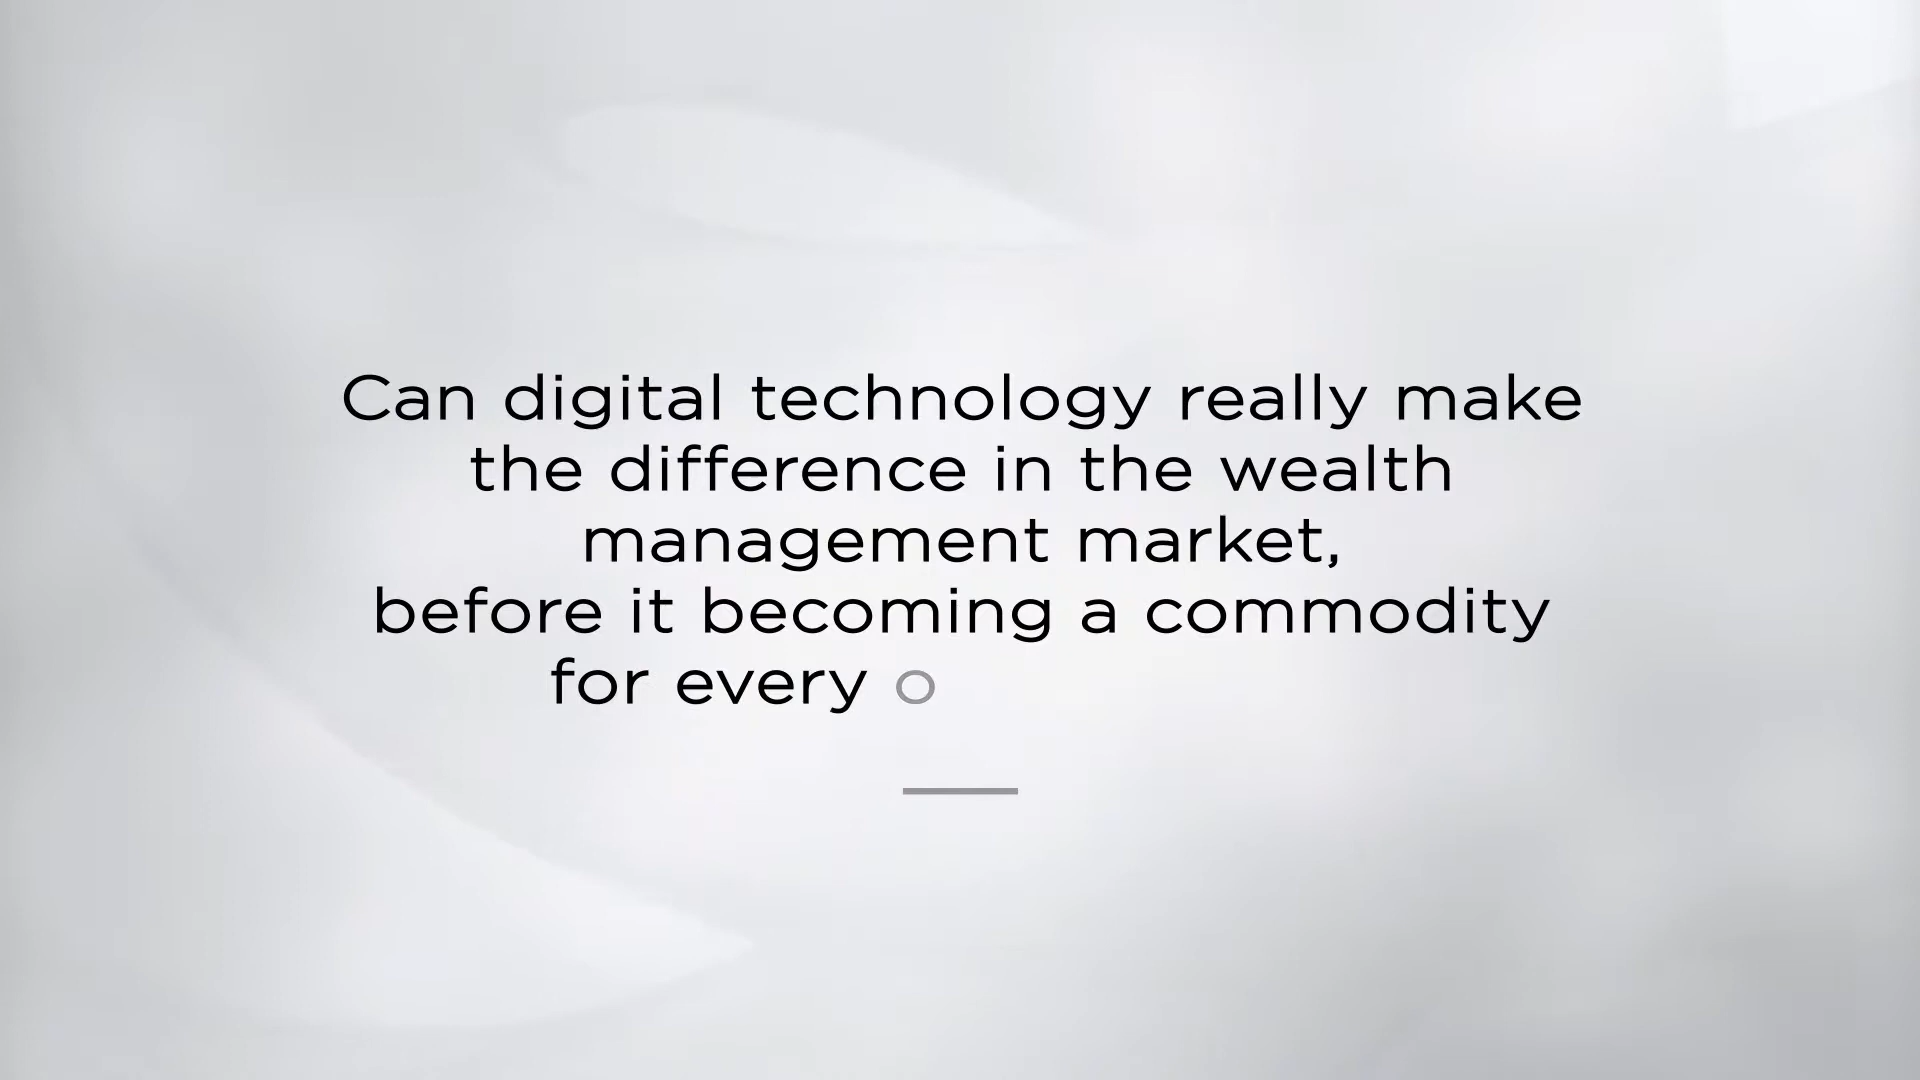 Can digital technology really make
the difference in the wealth
management market,
before it becoming a commodity
for every o